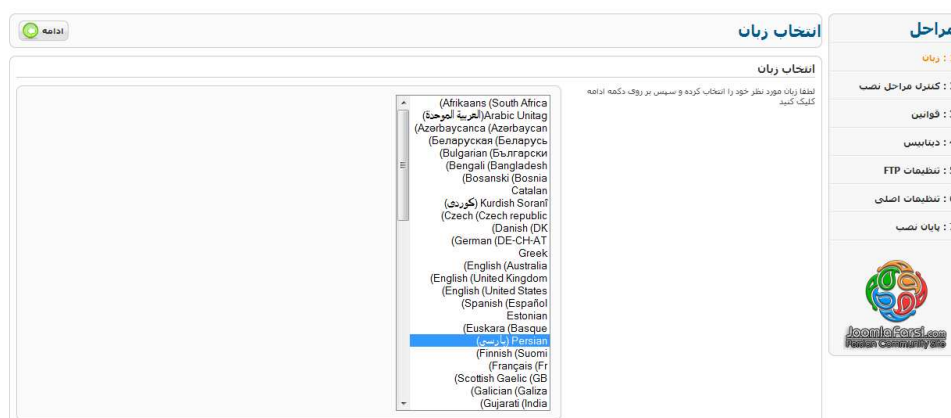 انتخاب زبان
ادامه
مراحل
: زبان
: کنترل مراحل نصب
: قوانین
: دیتابیس
5 : تنظیمات FTP
: تنظیمات اصلی
7 : پایان نصب
JoomlaFarsi.com
Persian Community Site
انتخاب زبان
لطفا زبان مورد نظر خود را انتخاب کرده و سپس بر روی دکمه ادامه
کلیک کنید
(Afrikaans (South Africa
Arabic Unitag(العربية الموحدة)
(Azərbaycanca (Azərbaycan
(Беларуская (Беларусь
(Bulgarian (Български
(Bengali (Bangladesh
(Bosanski (Bosnia
Catalan
Kurdish Soranî (کوردی)
(Czech (Czech republic
(Danish (DK
(German (DE-CH-AT
Greek
(English (Australia
(English (United Kingdom
(English (United States
(Spanish (Español
Estonian
(Euskara (Basque
Persian (پارسی)
(Finnish (Suomi
(Français (Fr
(Scottish Gaelic (GB
(Galician (Galiza
(Gujarati (India